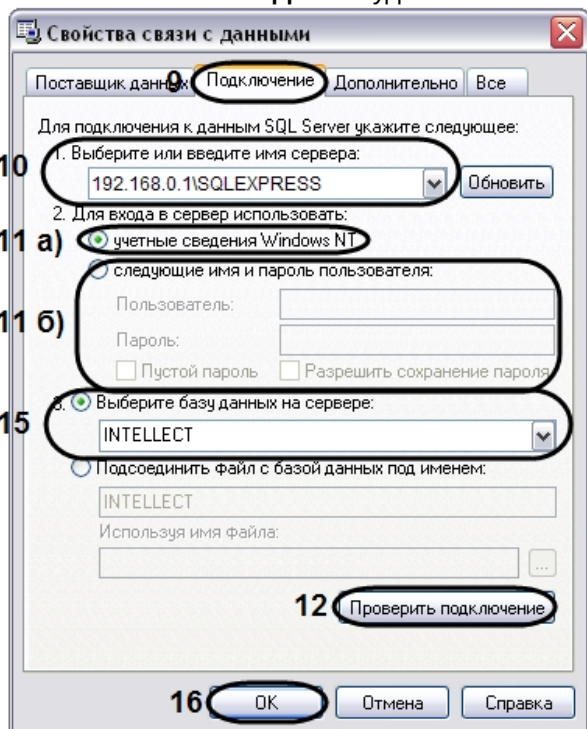 Свойства связи с данными
Поставщик данных 9 Подключение Дополнительно Все
Для подключения к данным SQL Server укажите следующее:
10 1. Выберите или введите имя сервера:
192.168.0.1\SQLEXPRESS Обновить
2. Для входа в сервер использовать:
11 а) учетные сведения Windows NT
следующие имя и пароль пользователя:
Пользователь:
11 б)
Пароль:
Пустой пароль Разрешить сохранение пароля
3. Выберите базу данных на сервере:
15
INTELLECT
Подсоединить файл с базой данных под именем:
INTELLECT
Используя имя файла:
...
12 Проверить подключение
16 ОК Отмена Справка